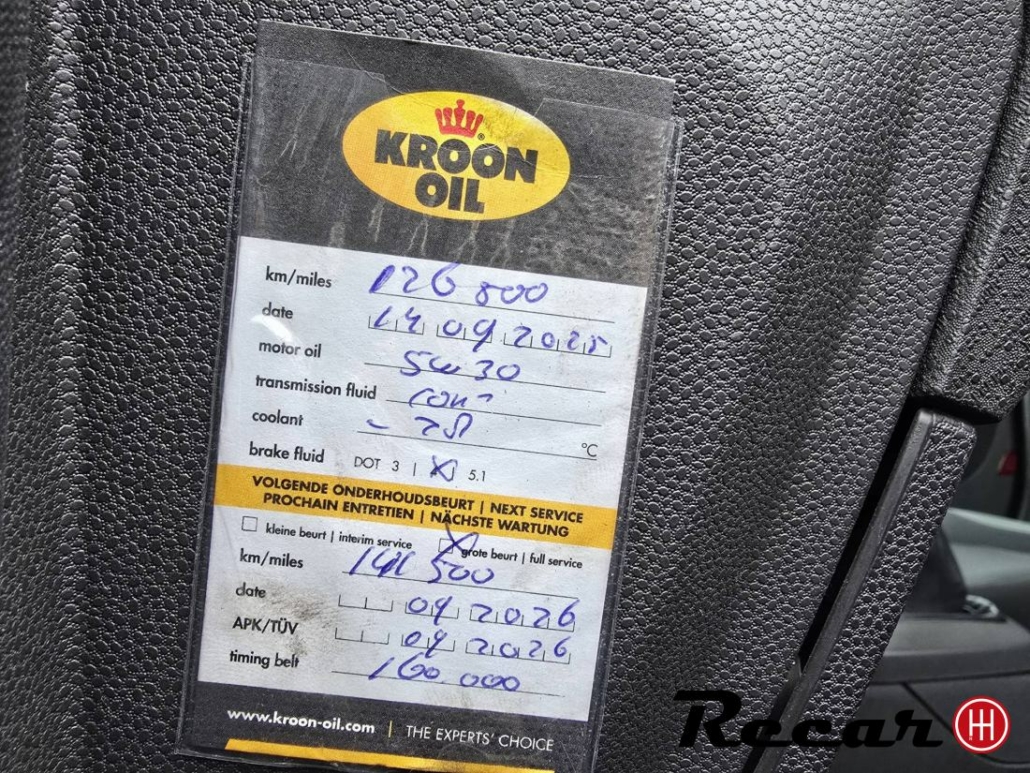 KROON
OIL
km/miles 126 800
date 14 09 2025
motor oil 5w30
transmission fluid
coolant - 28 °C
brake fluid DOT 3 | X 5.1
VOLGENDE ONDERHOUDSBEURT | NEXT SERVICE
PROCHAIN ENTRETIEN | NÄCHSTE WARTUNG
kleine beurt | interim service X grote beurt | full service
km/miles 500
date 09 2026
APK/TÜV 09 2026
timing belt 160 000
www.kroon-oil.com | THE EXPERTS' CHOICE
Recar